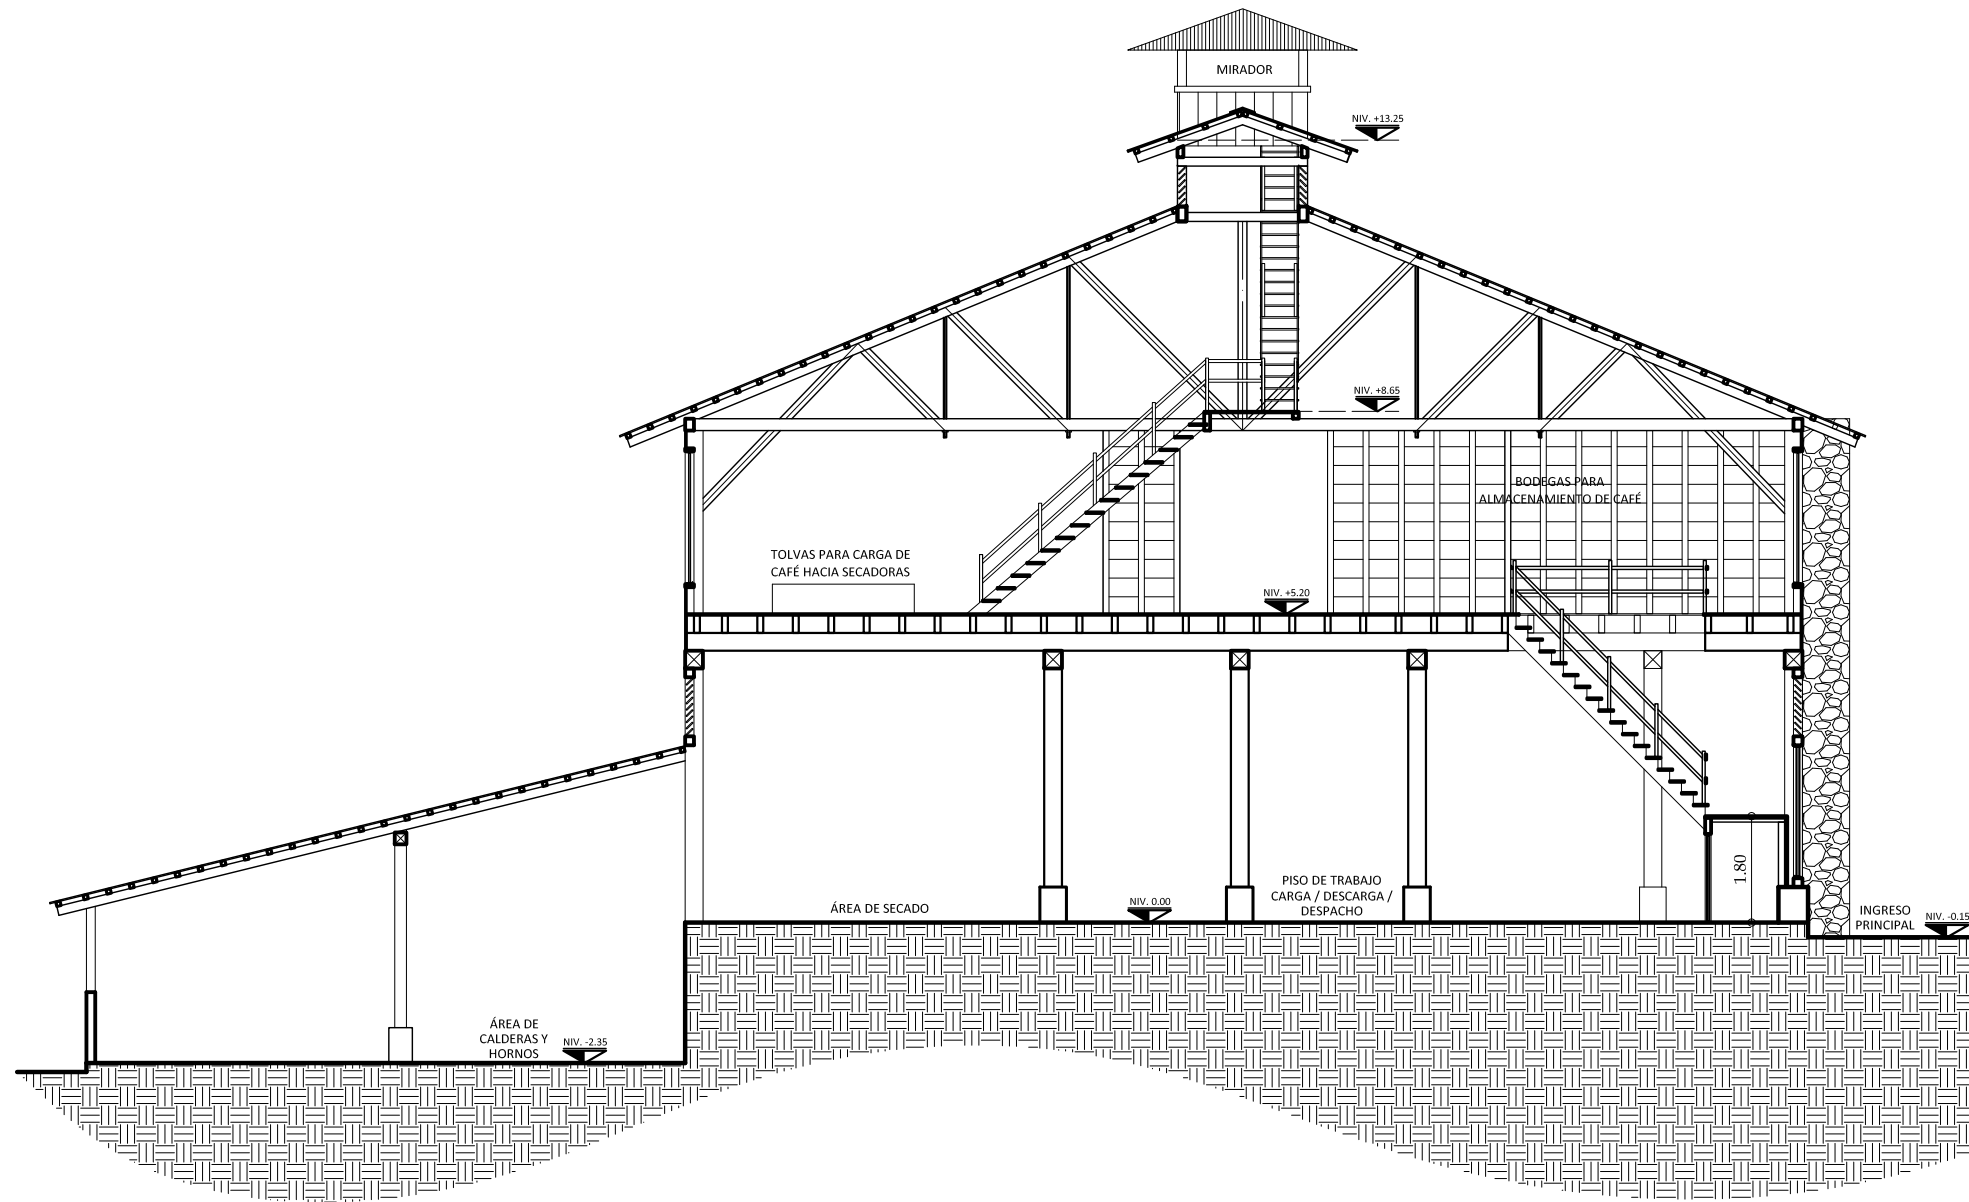 MIRADOR
NIV. +13.25
NIV. +8.65
BODEGAS PARA
ALMACENAMIENTO DE CAFÉ
TOLVAS PARA CARGA DE
CAFÉ HACIA SECADORAS
NIV. +5.20
1.80
PISO DE TRABAJO
CARGA / DESCARGA /
DESPACHO
ÁREA DE SECADO
NIV. 0.00
INGRESO
PRINCIPAL
NIV. -0.15
ÁREA DE
CALDERAS Y
HORNOS
NIV. -2.35